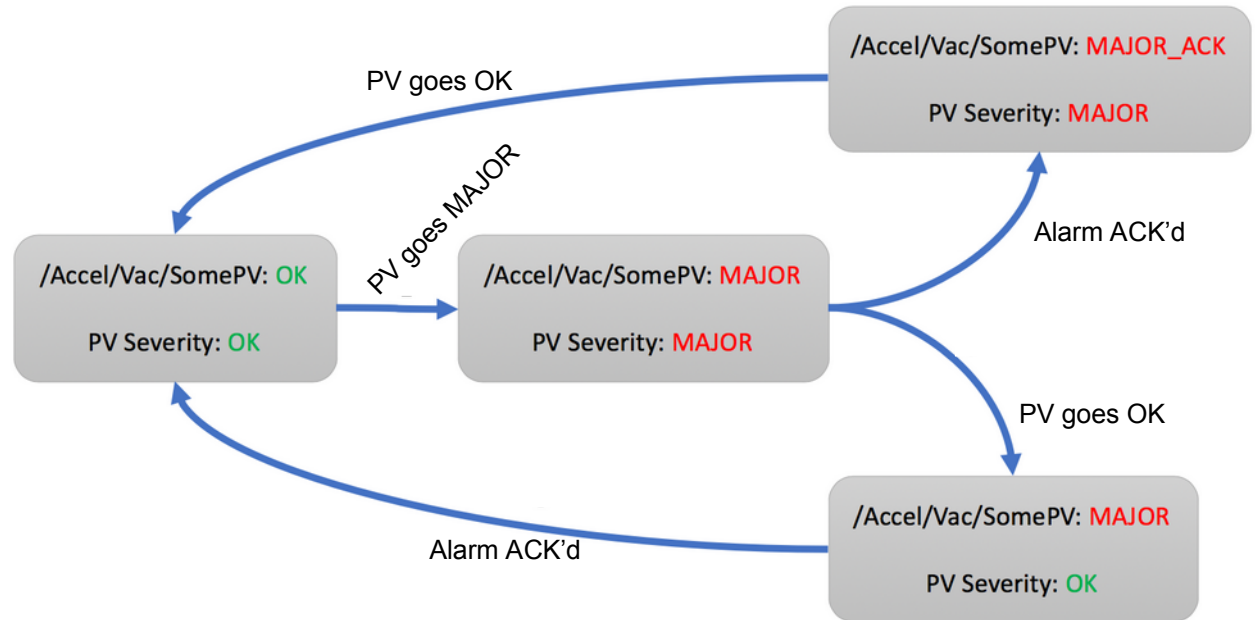 /Accel/Vac/SomePV: MAJOR_ACK
PV Severity: MAJOR
PV goes OK
PV goes MAJOR
Alarm ACK’d
/Accel/Vac/SomePV: OK
PV Severity: OK
/Accel/Vac/SomePV: MAJOR
PV Severity: MAJOR
PV goes OK
/Accel/Vac/SomePV: MAJOR
PV Severity: OK
Alarm ACK’d